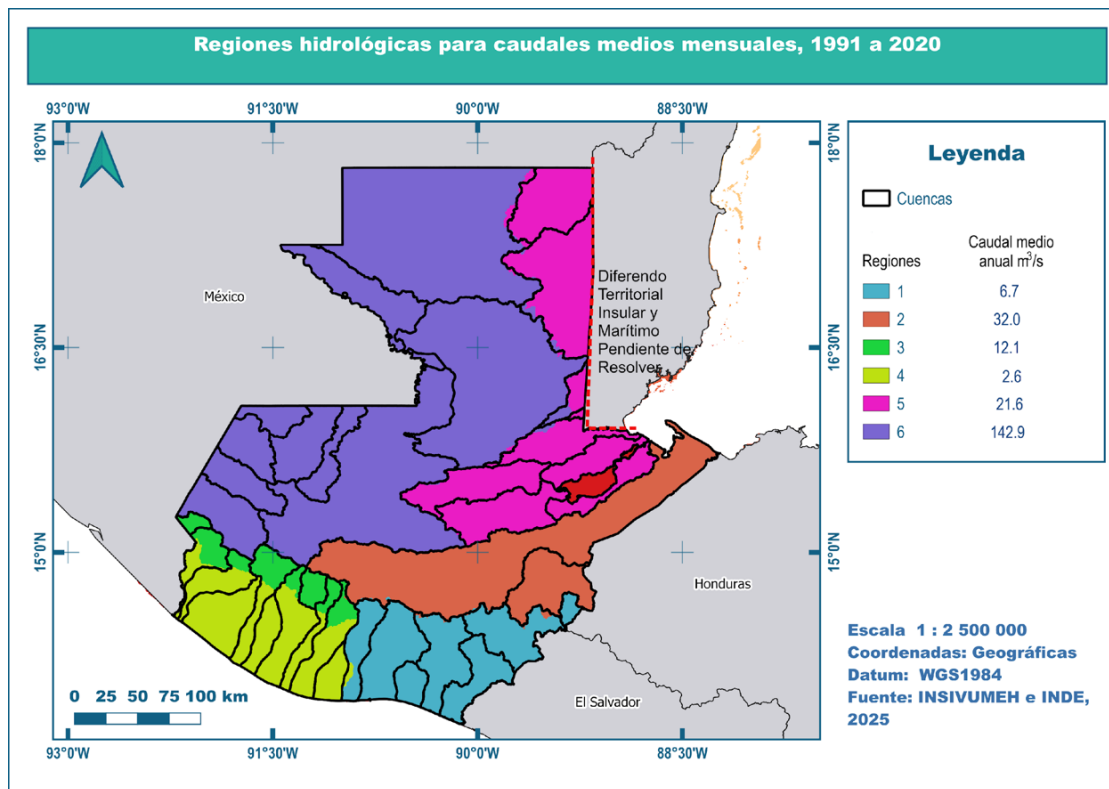 Regiones hidrológicas para caudales medios mensuales, 1991 a 2020
93°0'W 91°30'W 90°0'W 88°30'W
18°0'N 18°0'N
16°30'N 16°30'N
15°0'N 15°0'N
México
Diferendo
Territorial
Insular y
Marítimo
Pendiente de
Resolver
Honduras
El Salvador
0 25 50 75 100 km
93°0'W 91°30'W 90°0'W 88°30'W
Leyenda
Cuencas
Regiones Caudal medio
anual m³/s
1 6.7
2 32.0
3 12.1
4 2.6
5 21.6
6 142.9
Escala 1 : 2 500 000
Coordenadas: Geográficas
Datum: WGS1984
Fuente: INSIVUMEH e INDE,
2025